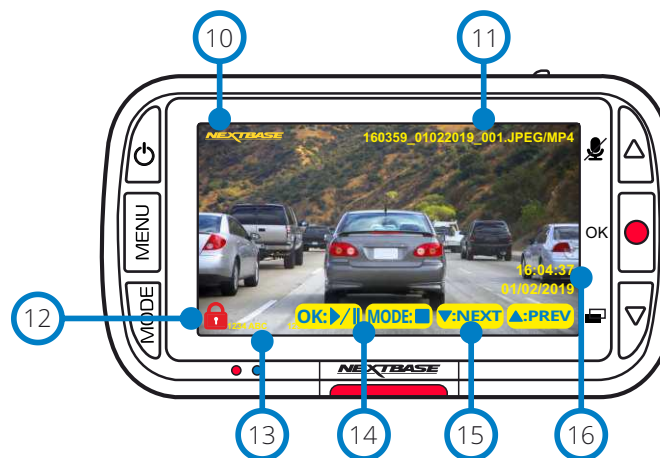 10
11
NEXTBASE
160359_01022019_001.JPEG/MP4
MENU
OK
MODE
16:04:37
01/02/2019
12
OK: ▶/II
MODE: ■
▼:NEXT
▲:PREV
NEXTBASE
13
14
15
16